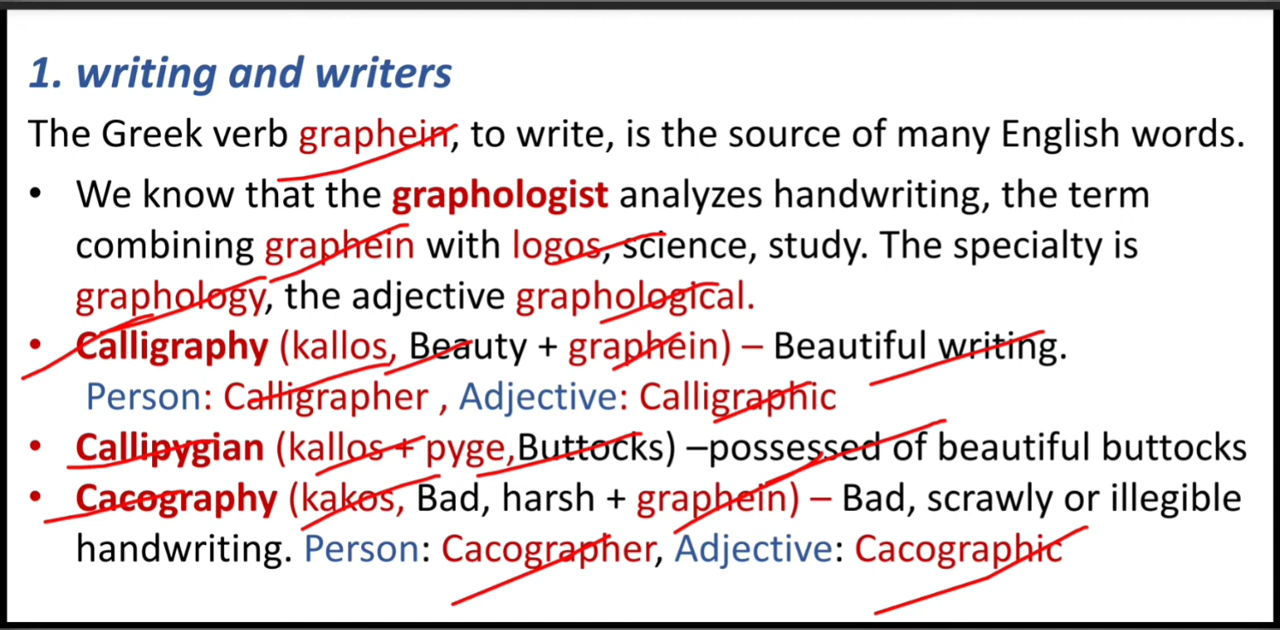 1. writing and writers
The Greek verb graphein, to write, is the source of many English words.
• We know that the graphologist analyzes handwriting, the term
combining graphein with logos, science, study. The specialty is
graphology, the adjective graphological.
• Calligraphy (kallos, Beauty + graphein) – Beautiful writing.
Person: Calligrapher , Adjective: Calligraphic
• Callipygian (kallos + pyge,Buttocks) –possessed of beautiful buttocks
• Cacography (kakos, Bad, harsh + graphein) – Bad, scrawly or illegible
handwriting. Person: Cacographer, Adjective: Cacographic